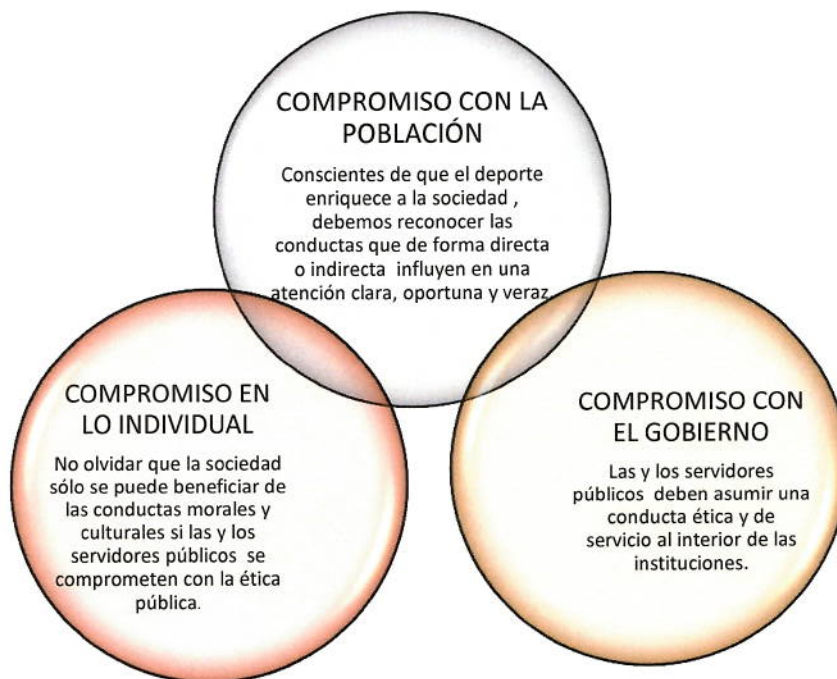 COMPROMISO CON LA
POBLACIÓN
Conscientes de que el deporte
enriquece a la sociedad ,
debemos reconocer las
conductas que de forma directa
o indirecta influyen en una
atención clara, oportuna y veraz.
COMPROMISO EN
LO INDIVIDUAL
No olvidar que la sociedad
sólo se puede beneficiar de
las conductas morales y
culturales si las y los
servidores públicos se
comprometen con la ética
pública.
COMPROMISO CON
EL GOBIERNO
Las y los servidores
públicos deben asumir una
conducta ética y de
servicio al interior de las
instituciones.